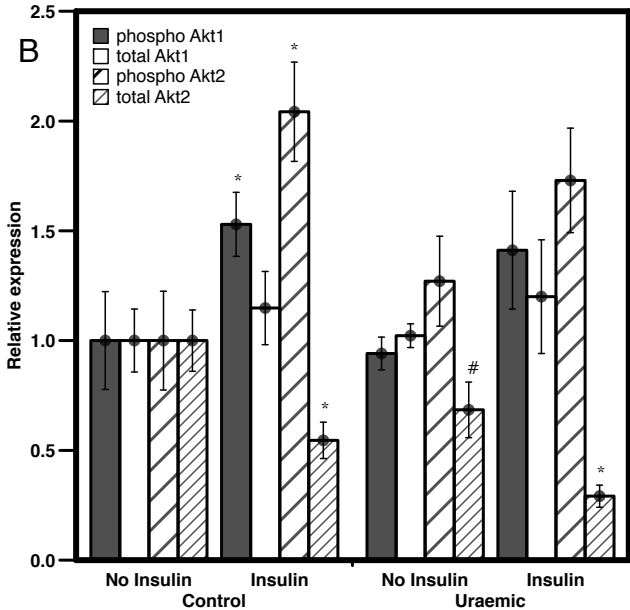 B
phospho Akt1
total Akt1
phospho Akt2
total Akt2
Relative expression
2.5
2.0
1.5
1.0
0.5
0.0
*
*
*
#
*
No Insulin Insulin No Insulin Insulin
Control Uraemic